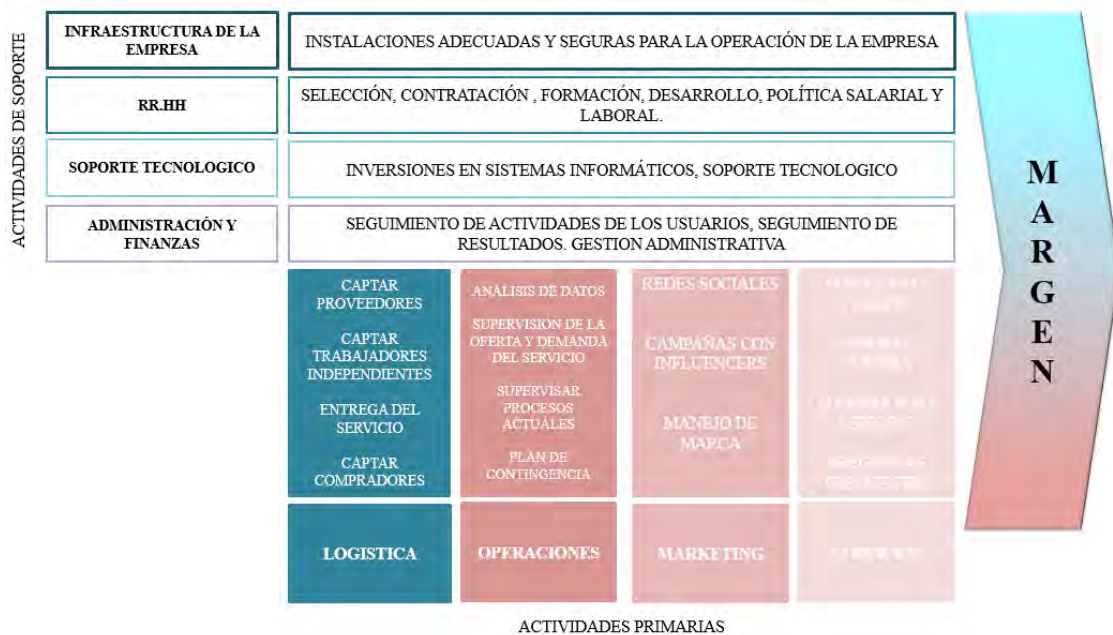 ACTIVIDADES DE SOPORTE
INFRAESTRUCTURA DE LA
EMPRESA
INSTALACIONES ADECUADAS Y SEGURAS PARA LA OPERACIÓN DE LA EMPRESA
RR.HH
SELECCIÓN, CONTRATACIÓN , FORMACIÓN, DESARROLLO, POLÍTICA SALARIAL Y
LABORAL.
SOPORTE TECNOLOGICO
INVERSIONES EN SISTEMAS INFORMÁTICOS, SOPORTE TECNOLOGICO
ADMINISTRACIÓN Y
FINANZAS
SEGUIMIENTO DE ACTIVIDADES DE LOS USUARIOS, SEGUIMIENTO DE
RESULTADOS. GESTION ADMINISTRATIVA
CAPTAR
PROVEEDORES
CAPTAR
TRABAJADORES
INDEPENDIENTES
ENTREGA DEL
SERVICIO
CAPTAR
COMPRADORES
LOGISTICA
ANÁLISIS DE DATOS
SUPERVISIÓN DE LA
OFERTA Y DEMANDA
DEL SERVICIO
SUPERVISAR
PROCESOS
ACTUÁLES
PLAN DE
CONTINGENCIA
OPERACIONES
REDES SOCIALES
CAMPAÑAS CON
INFLUENCERS
MANEJO DE
MARCA
MARKETING
MARGEN
ACTIVIDADES PRIMARIAS